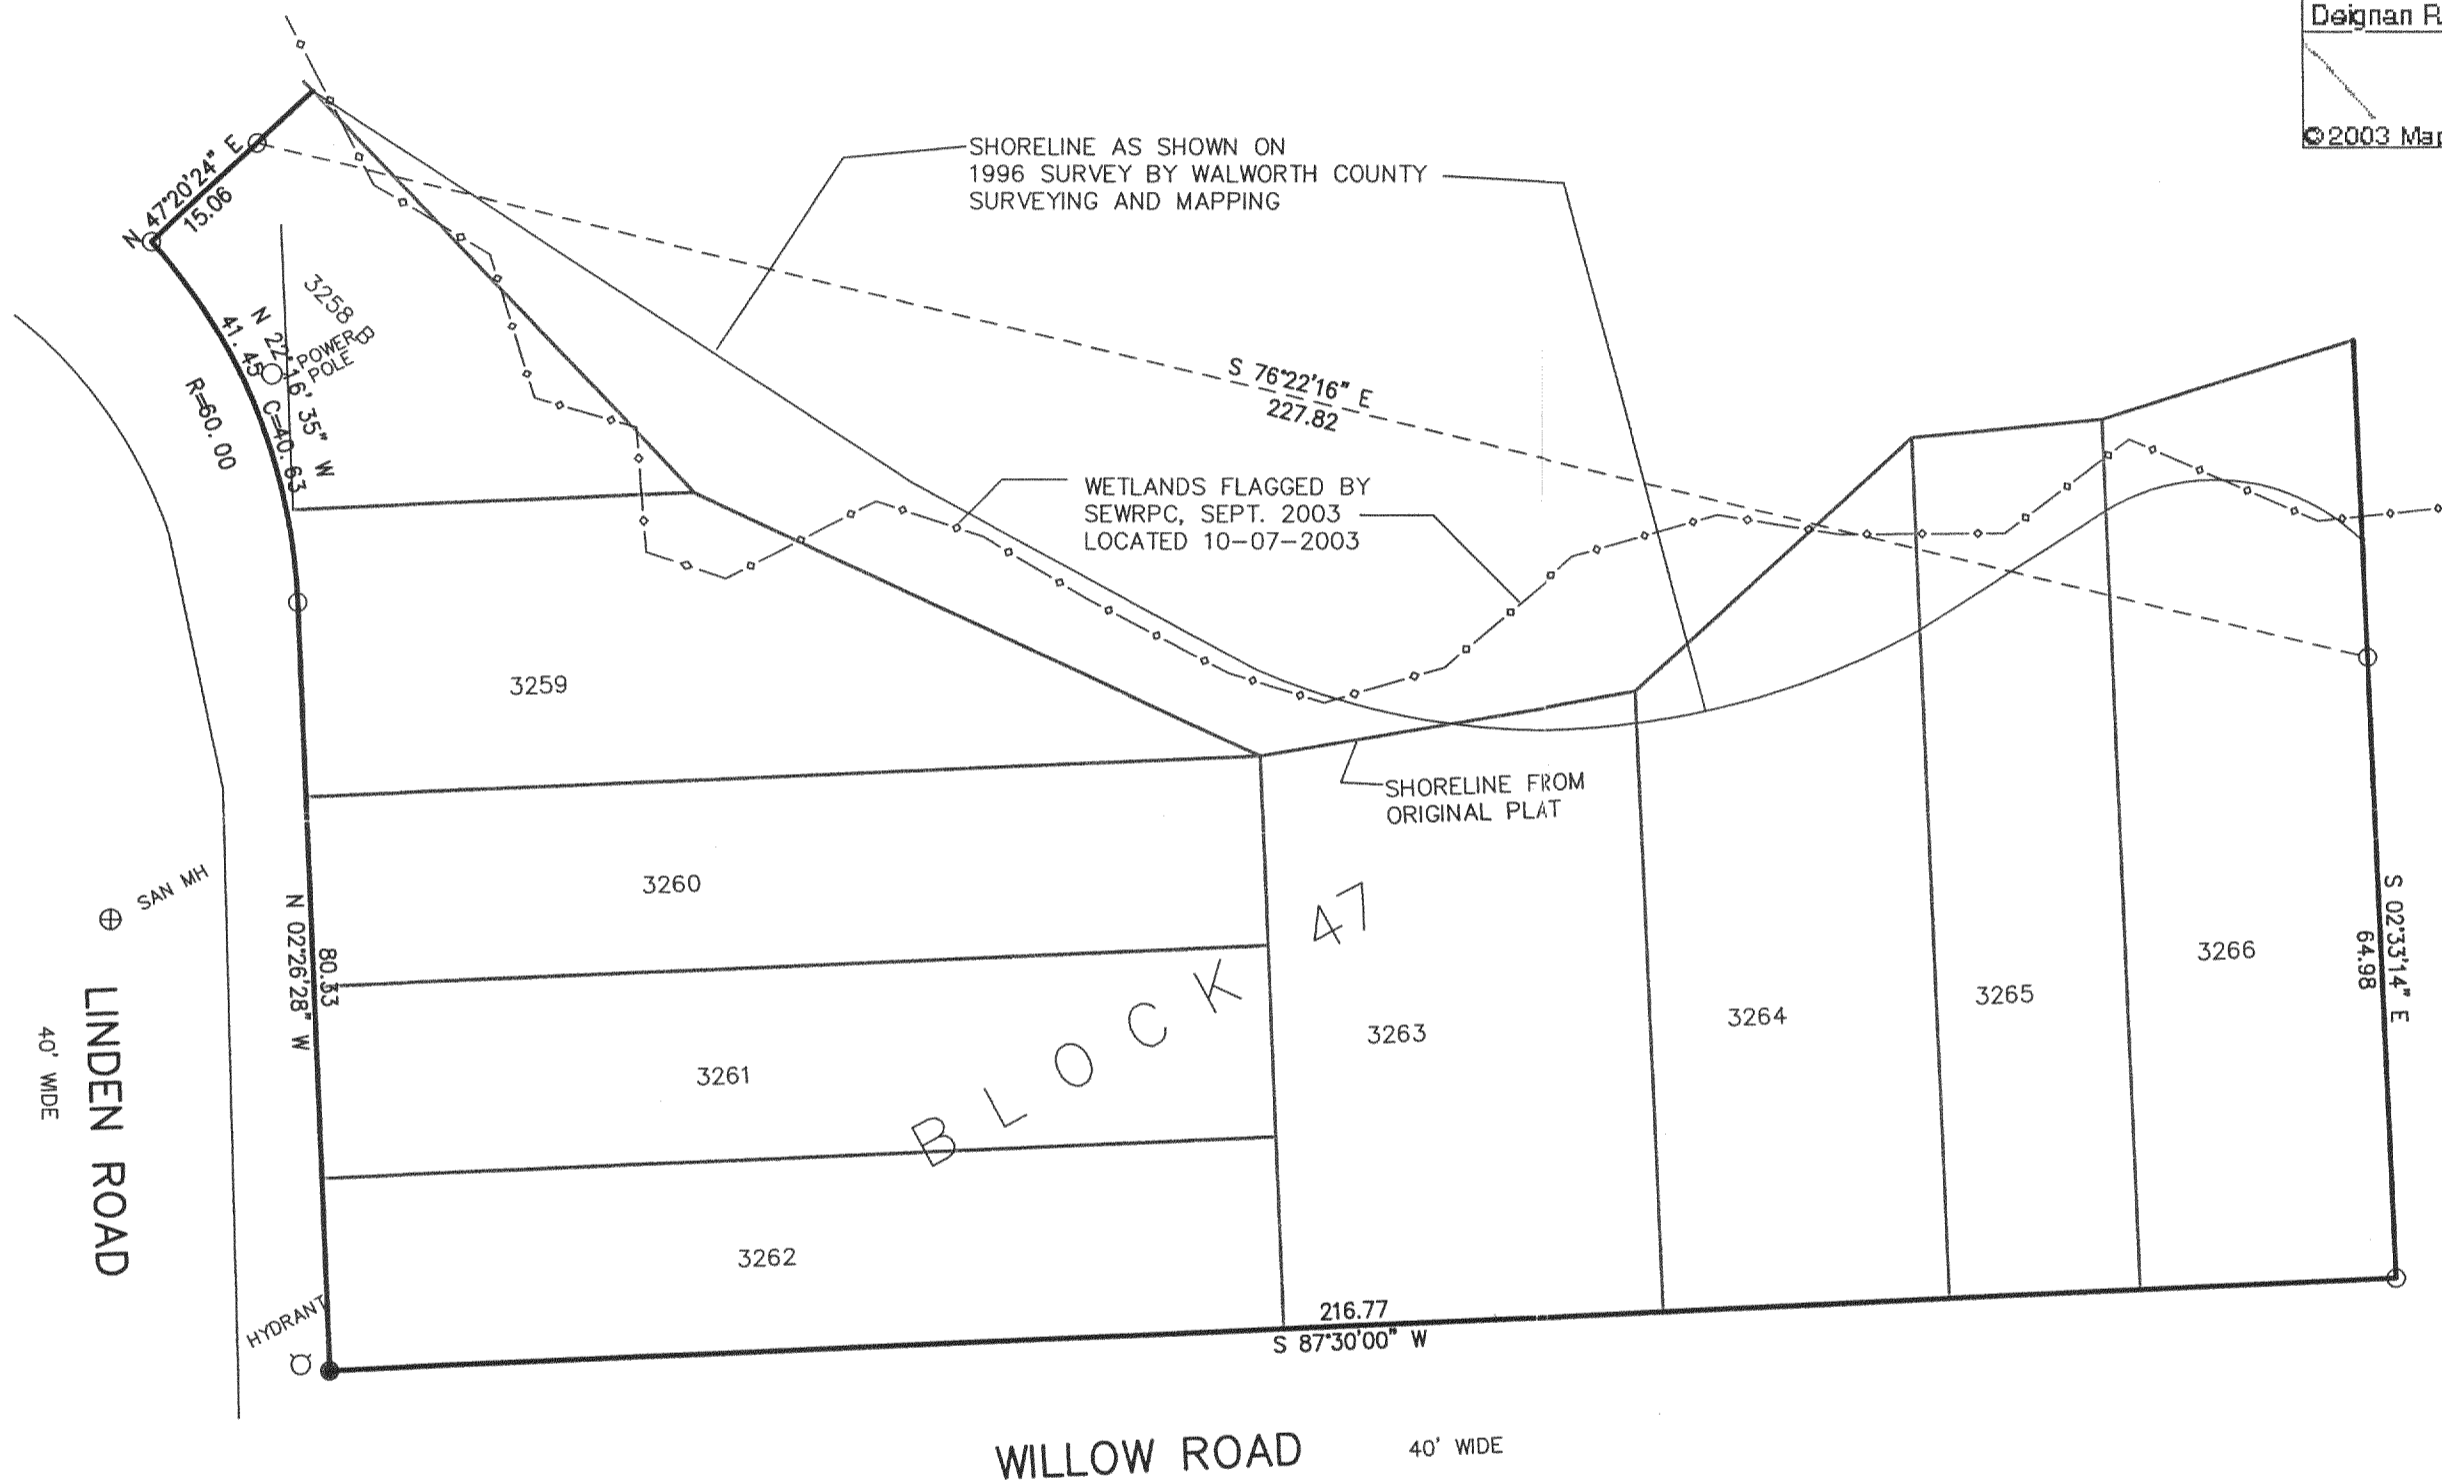 Deignan R
©2003 Map
SHORELINE AS SHOWN ON
1996 SURVEY BY WALWORTH COUNTY
SURVEYING AND MAPPING
N 47°20'24" E
15.06
3258 B
POWER
POLE
N 22°16'35" W
41.45 C=40.63
R=60.00
S 76°22'16" E
227.82
WETLANDS FLAGGED BY
SEWRPC, SEPT. 2003
LOCATED 10-07-2003
3259
SHORELINE FROM
ORIGINAL PLAT
SAN MH
3260
N 02°26'28" W
80.33
LINDEN ROAD
40' WIDE
3261
BLOCK 47
3262
3263
3264
3265
3266
S 02°33'14" E
64.98
HYDRANT
216.77
S 87°30'00" W
WILLOW ROAD
40' WIDE